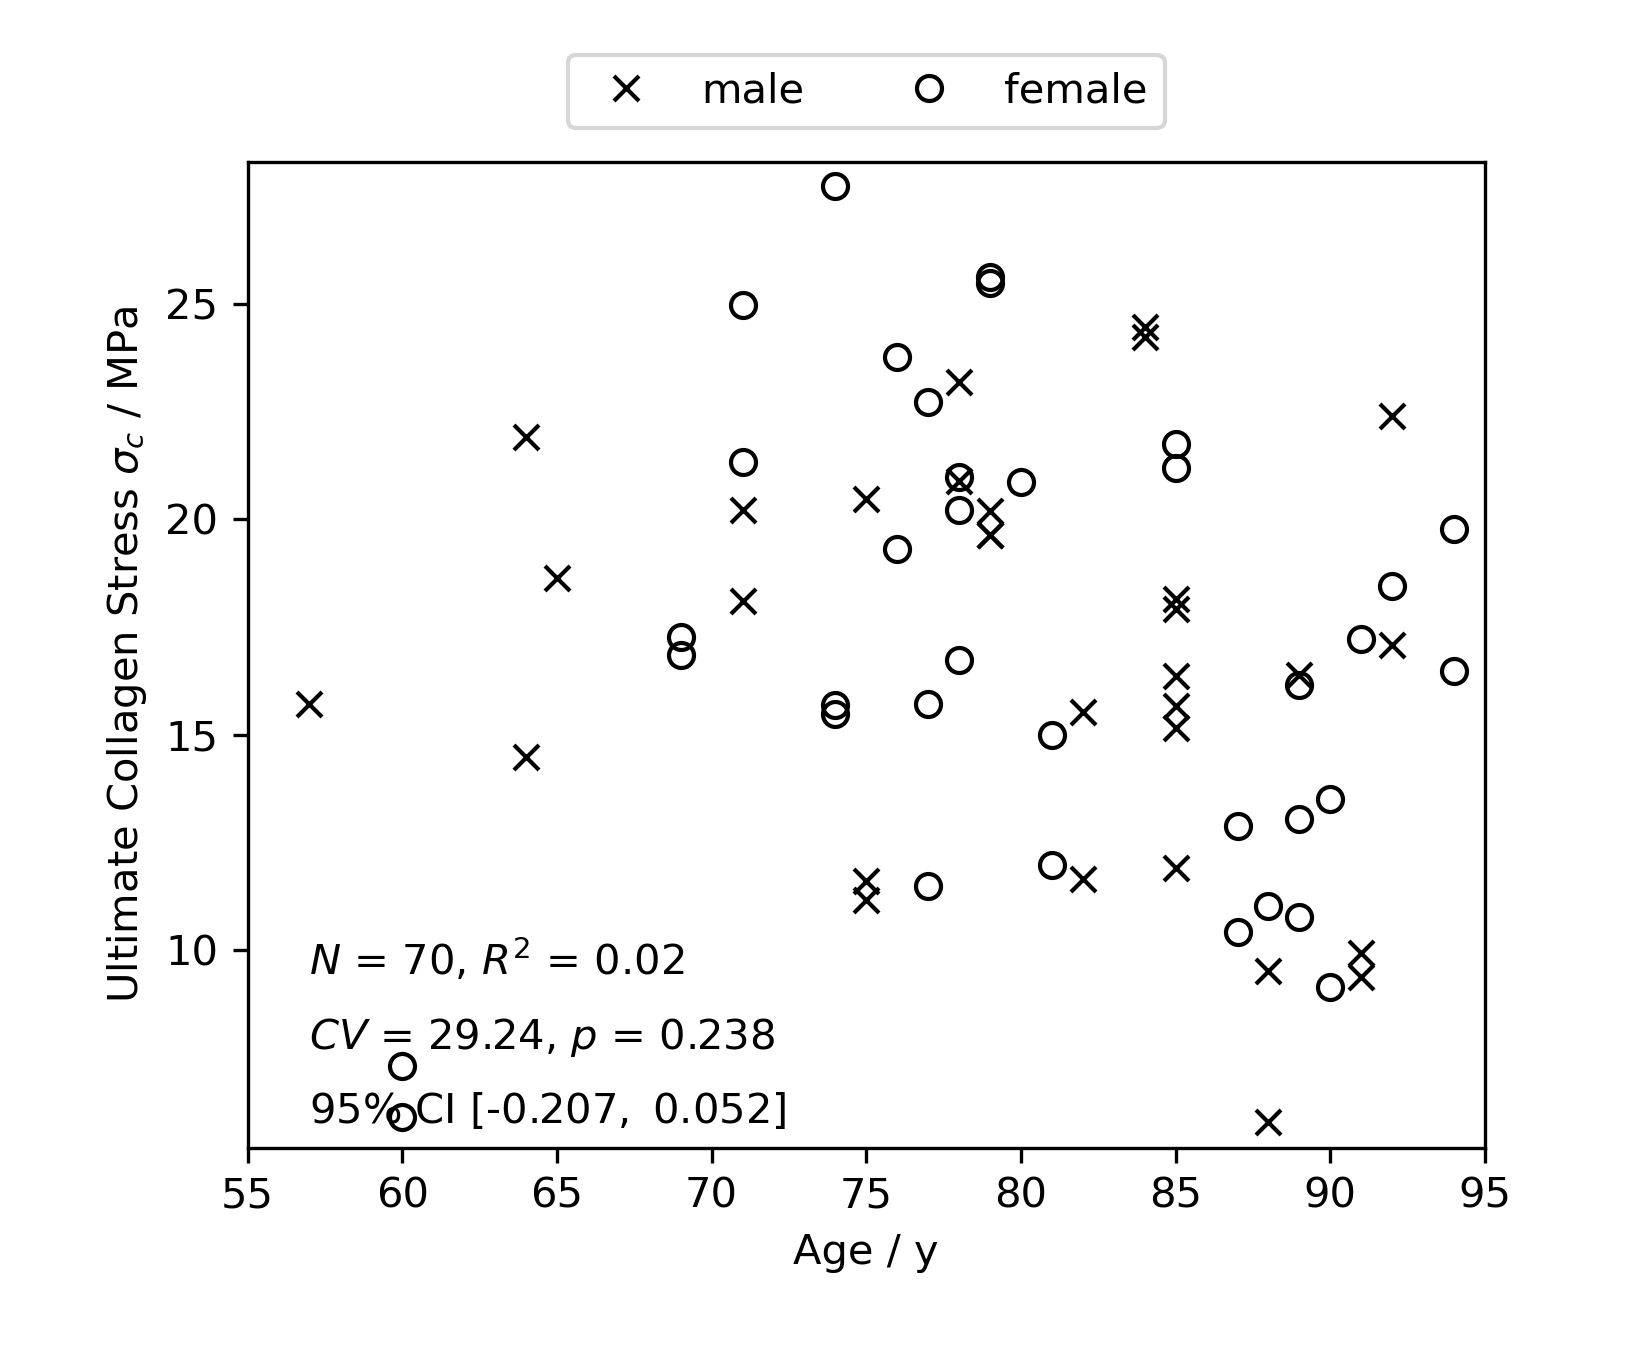 male female
Ultimate Collagen Stress σc / MPa
25
20
15
10
N = 70, R² = 0.02
CV = 29.24, p = 0.238
95% CI [-0.207, 0.052]
55 60 65 70 75 80 85 90 95
Age / y